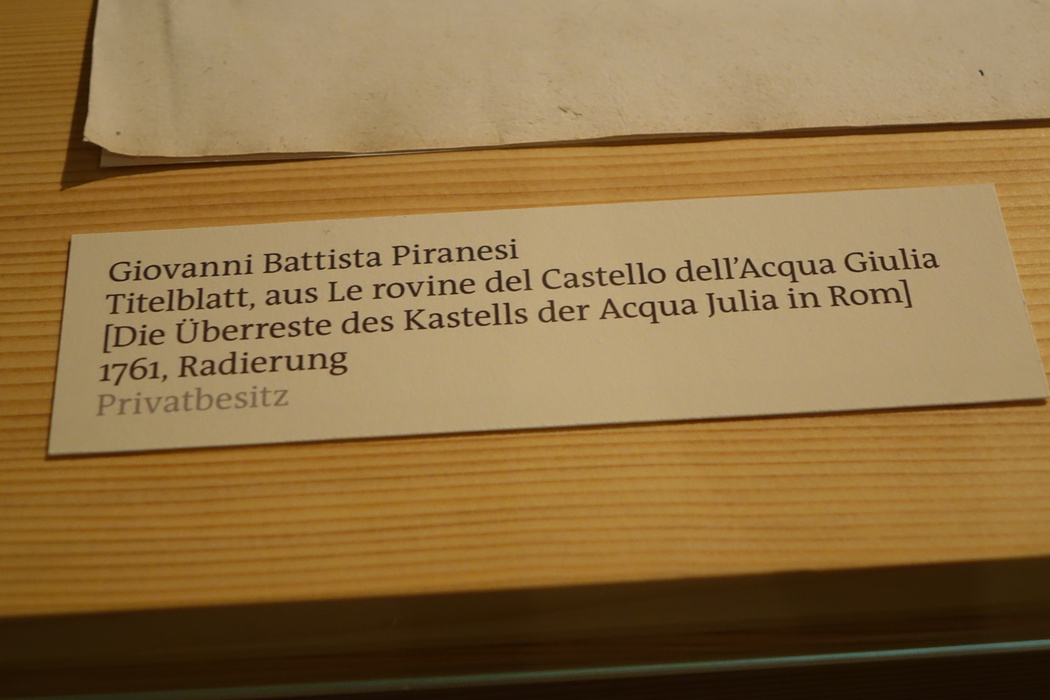 Giovanni Battista Piranesi
Titelblatt, aus Le rovine del Castello dell’Acqua Giulia
[Die Überreste des Kastells der Acqua Julia in Rom]
1761, Radierung
Privatbesitz